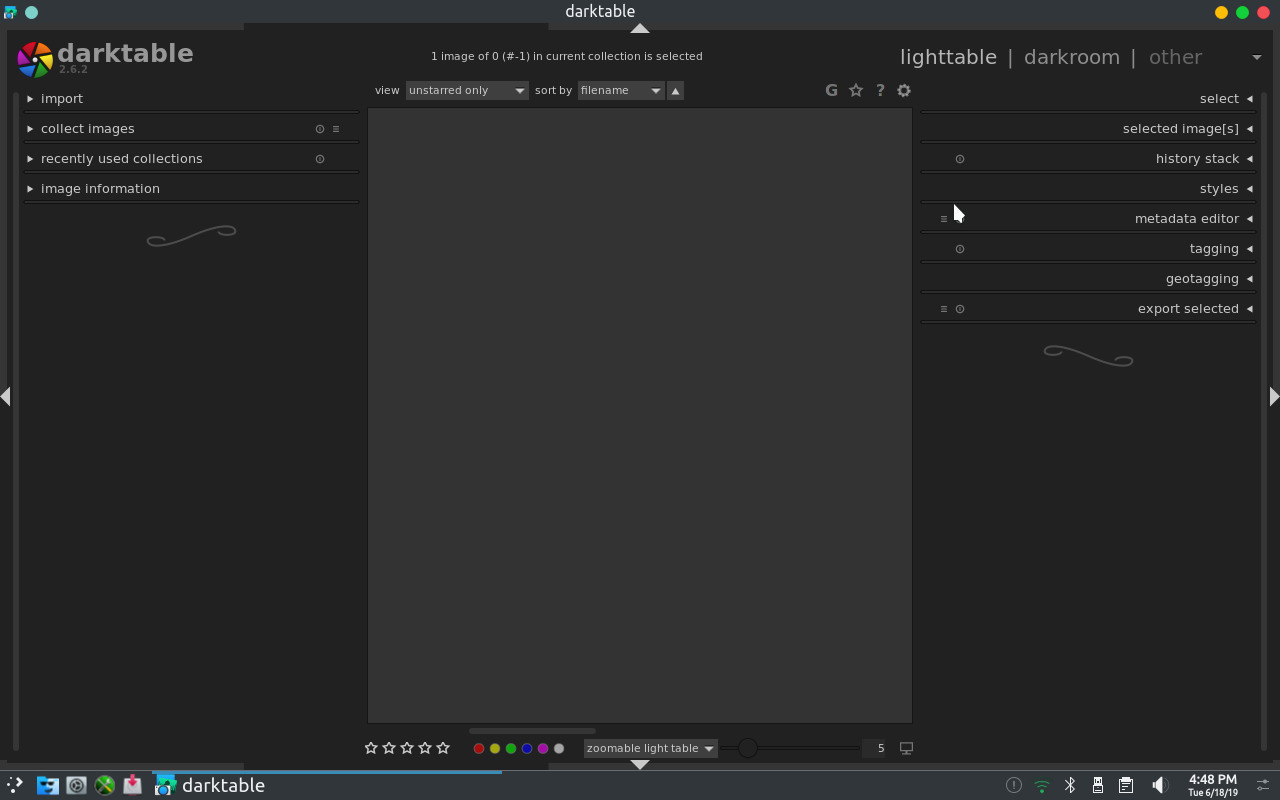 darktable
darktable
2.6.2
1 image of 0 (#-1) in current collection is selected
lighttable | darkroom | other
view unstarred only sort by filename
G ?
import
collect images
recently used collections
image information
select
selected image[s]
history stack
styles
metadata editor
tagging
geotagging
export selected
zoomable light table 5
darktable
4:48 PM
Tue 6/18/19